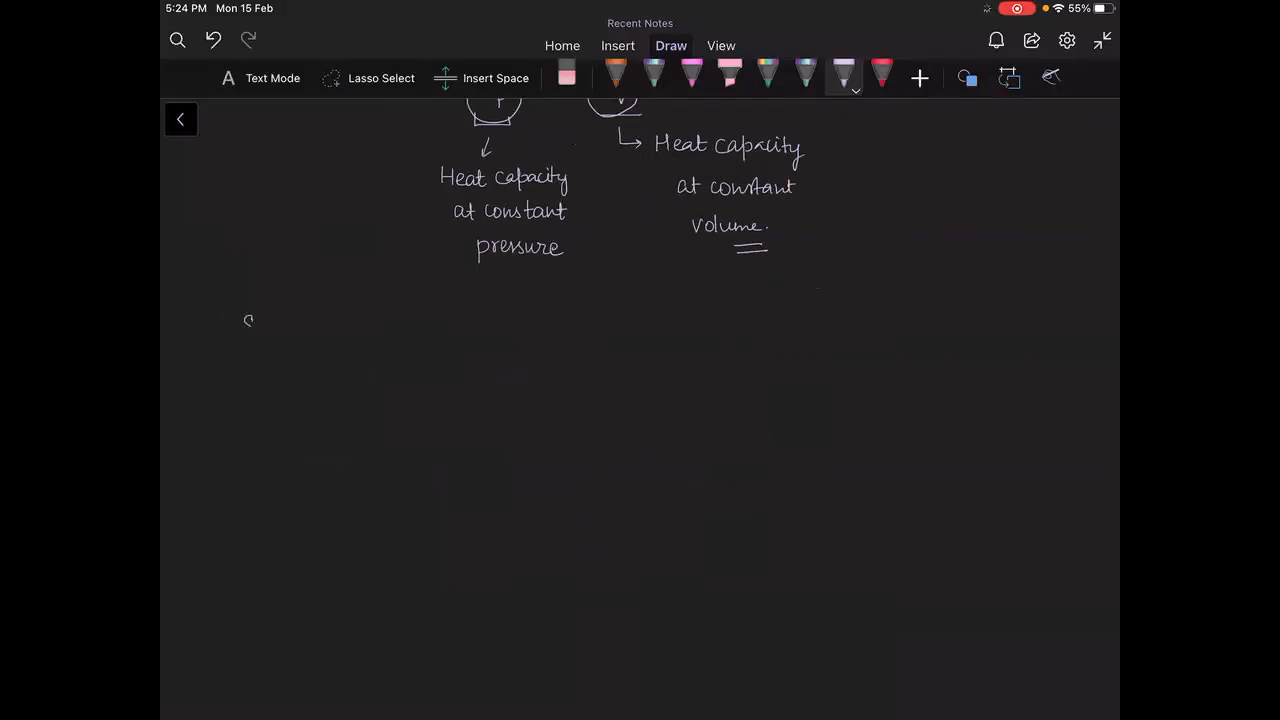 5:24 PM Mon 15 Feb
55%
Recent Notes
Home Insert Draw View
Text Mode Lasso Select Insert Space
Heat capacity
at constant
pressure
Heat capacity
at constant
volume.